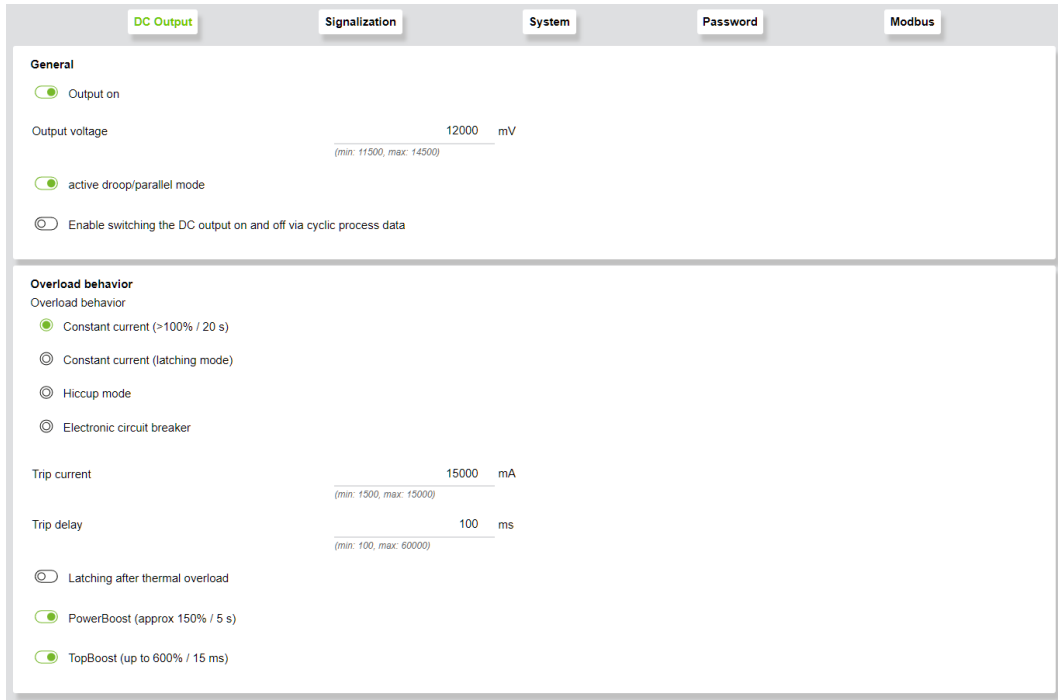 DC Output Signalization System Password Modbus
General
Output on
Output voltage 12000 mV
(min: 11500, max: 14500)
active droop/parallel mode
Enable switching the DC output on and off via cyclic process data
Overload behavior
Overload behavior
Constant current (>100% / 20 s)
Constant current (latching mode)
Hiccup mode
Electronic circuit breaker
Trip current 15000 mA
(min: 1500, max: 15000)
Trip delay 100 ms
(min: 100, max: 60000)
Latching after thermal overload
PowerBoost (approx 150% / 5 s)
TopBoost (up to 600% / 15 ms)